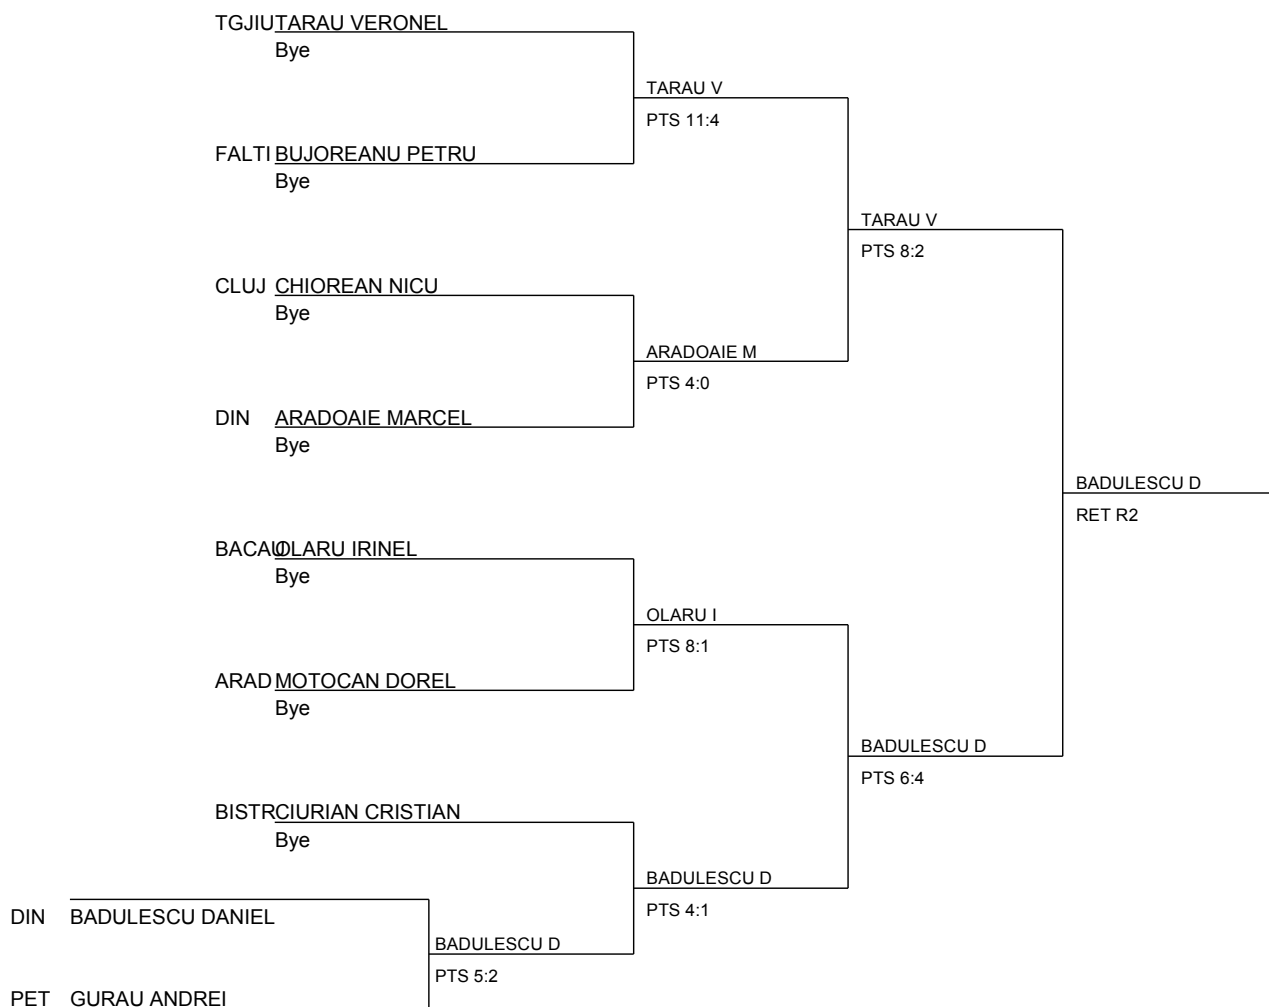 TGJIU TARAU VERONEL
Bye
TARAU V
PTS 11:4
FALTI BUJOREANU PETRU
Bye
TARAU V
PTS 8:2
CLUJ CHIOREAN NICU
Bye
ARADOAIE M
PTS 4:0
DIN ARADOAIE MARCEL
Bye
BADULESCU D
RET R2
BACAU OLARU IRINEL
Bye
OLARU I
PTS 8:1
ARAD MOTOCAN DOREL
Bye
BADULESCU D
PTS 6:4
BISTR CIURIAN CRISTIAN
Bye
BADULESCU D
PTS 4:1
DIN BADULESCU DANIEL
BADULESCU D
PTS 5:2
PET GURAU ANDREI